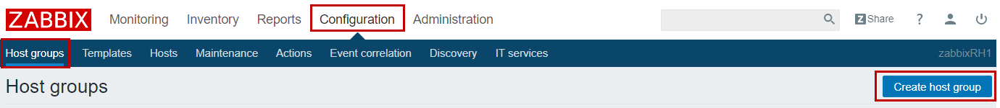 ZABBIX Monitoring Inventory Reports Configuration Administration Z Share ?
Host groups Templates Hosts Maintenance Actions Event correlation Discovery IT services zabbixRH1
Host groups Create host group